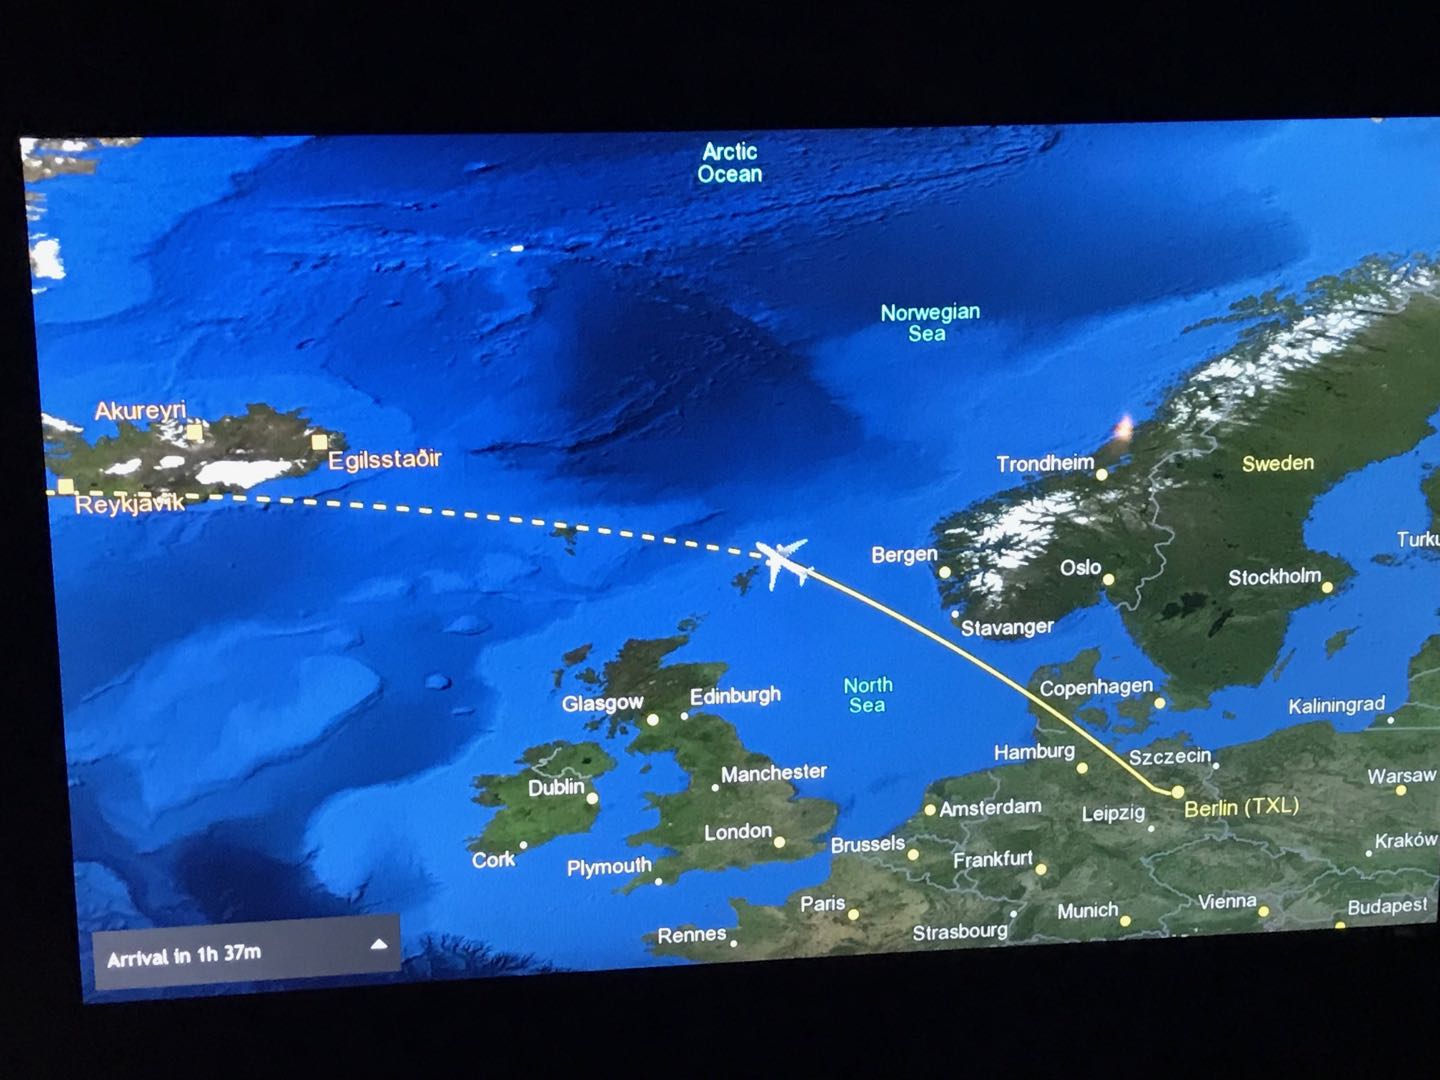 Arctic
Ocean
Norwegian
Sea
Akureyri
Egilsstaðir
Reykjavík
Trondheim
Sweden
Bergen
Oslo
Stockholm
Turku
Stavanger
Glasgow
Edinburgh
North
Sea
Copenhagen
Kaliningrad
Hamburg
Szczecin
Dublin
Manchester
Warsaw
Amsterdam
Leipzig
Berlin (TXL)
London
Brussels
Cork
Plymouth
Frankfurt
Kraków
Paris
Strasbourg
Munich
Vienna
Budapest
Rennes
Arrival in 1h 37m